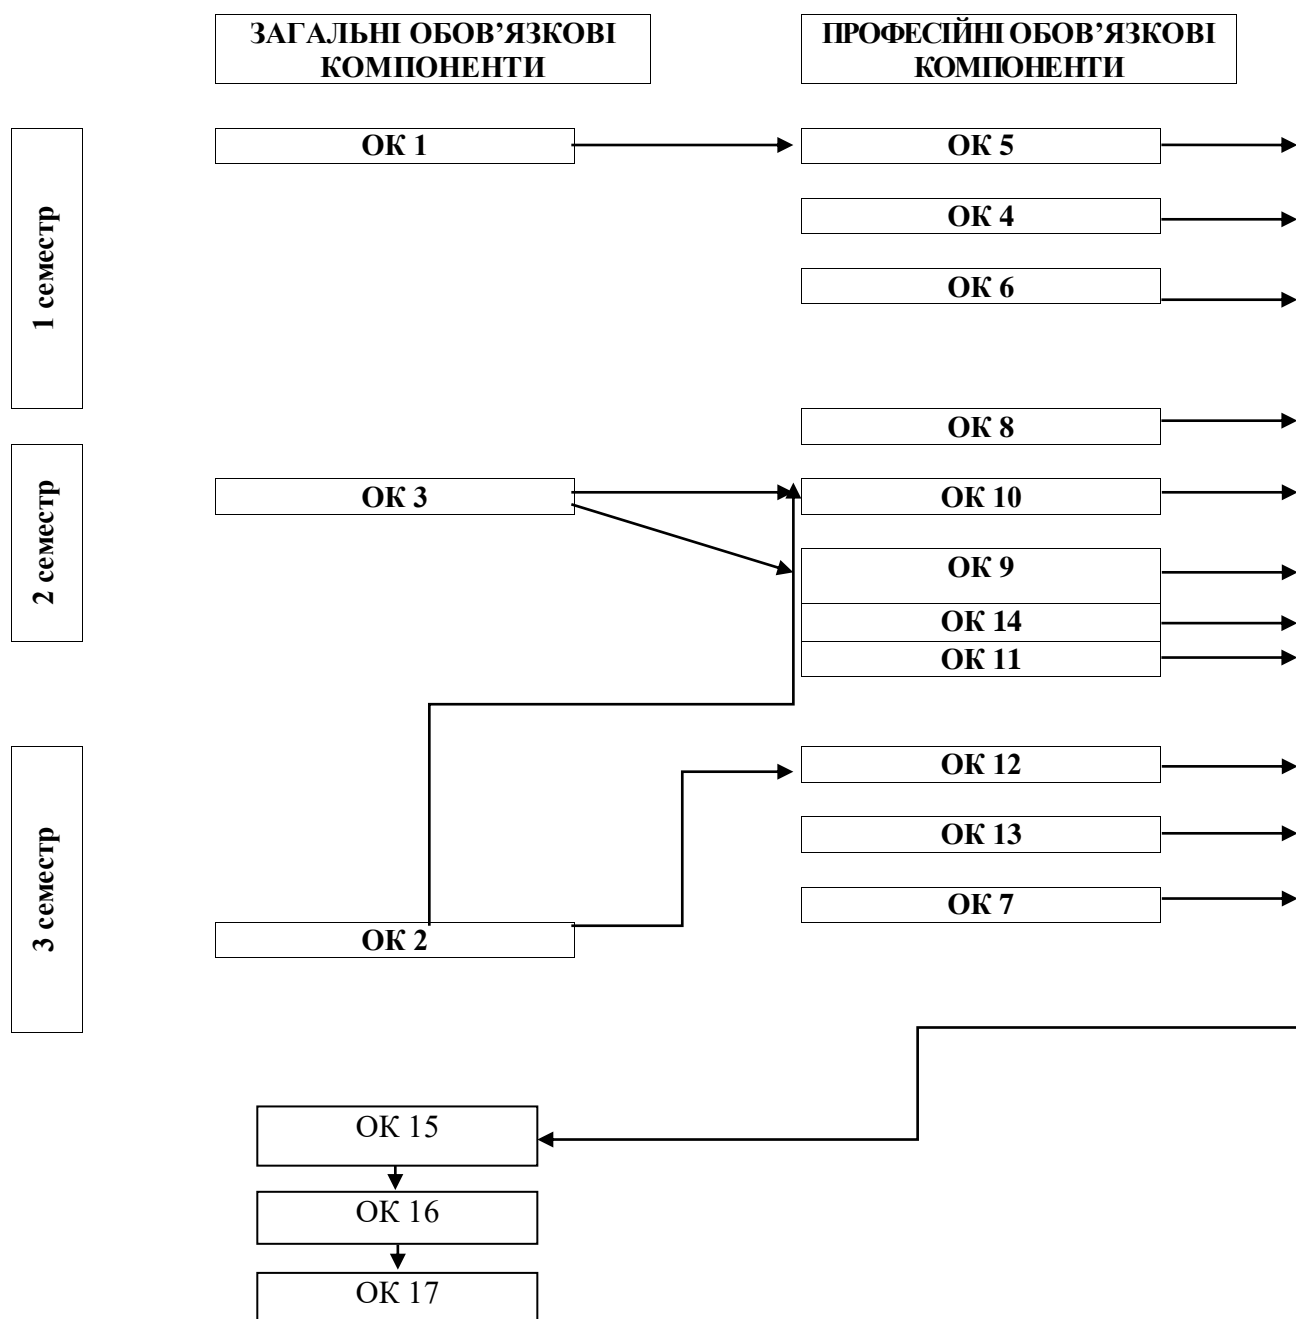 ЗАГАЛЬНІ ОБОВ’ЯЗКОВІ
КОМПОНЕНТИ
ПРОФЕСІЙНІ ОБОВ’ЯЗКОВІ
КОМПОНЕНТИ
1 семестр
ОК 1
ОК 5
ОК 4
ОК 6
ОК 8
2 семестр
ОК 3
ОК 10
ОК 9
ОК 14
ОК 11
3 семестр
ОК 12
ОК 13
ОК 7
ОК 2
ОК 15
ОК 16
ОК 17